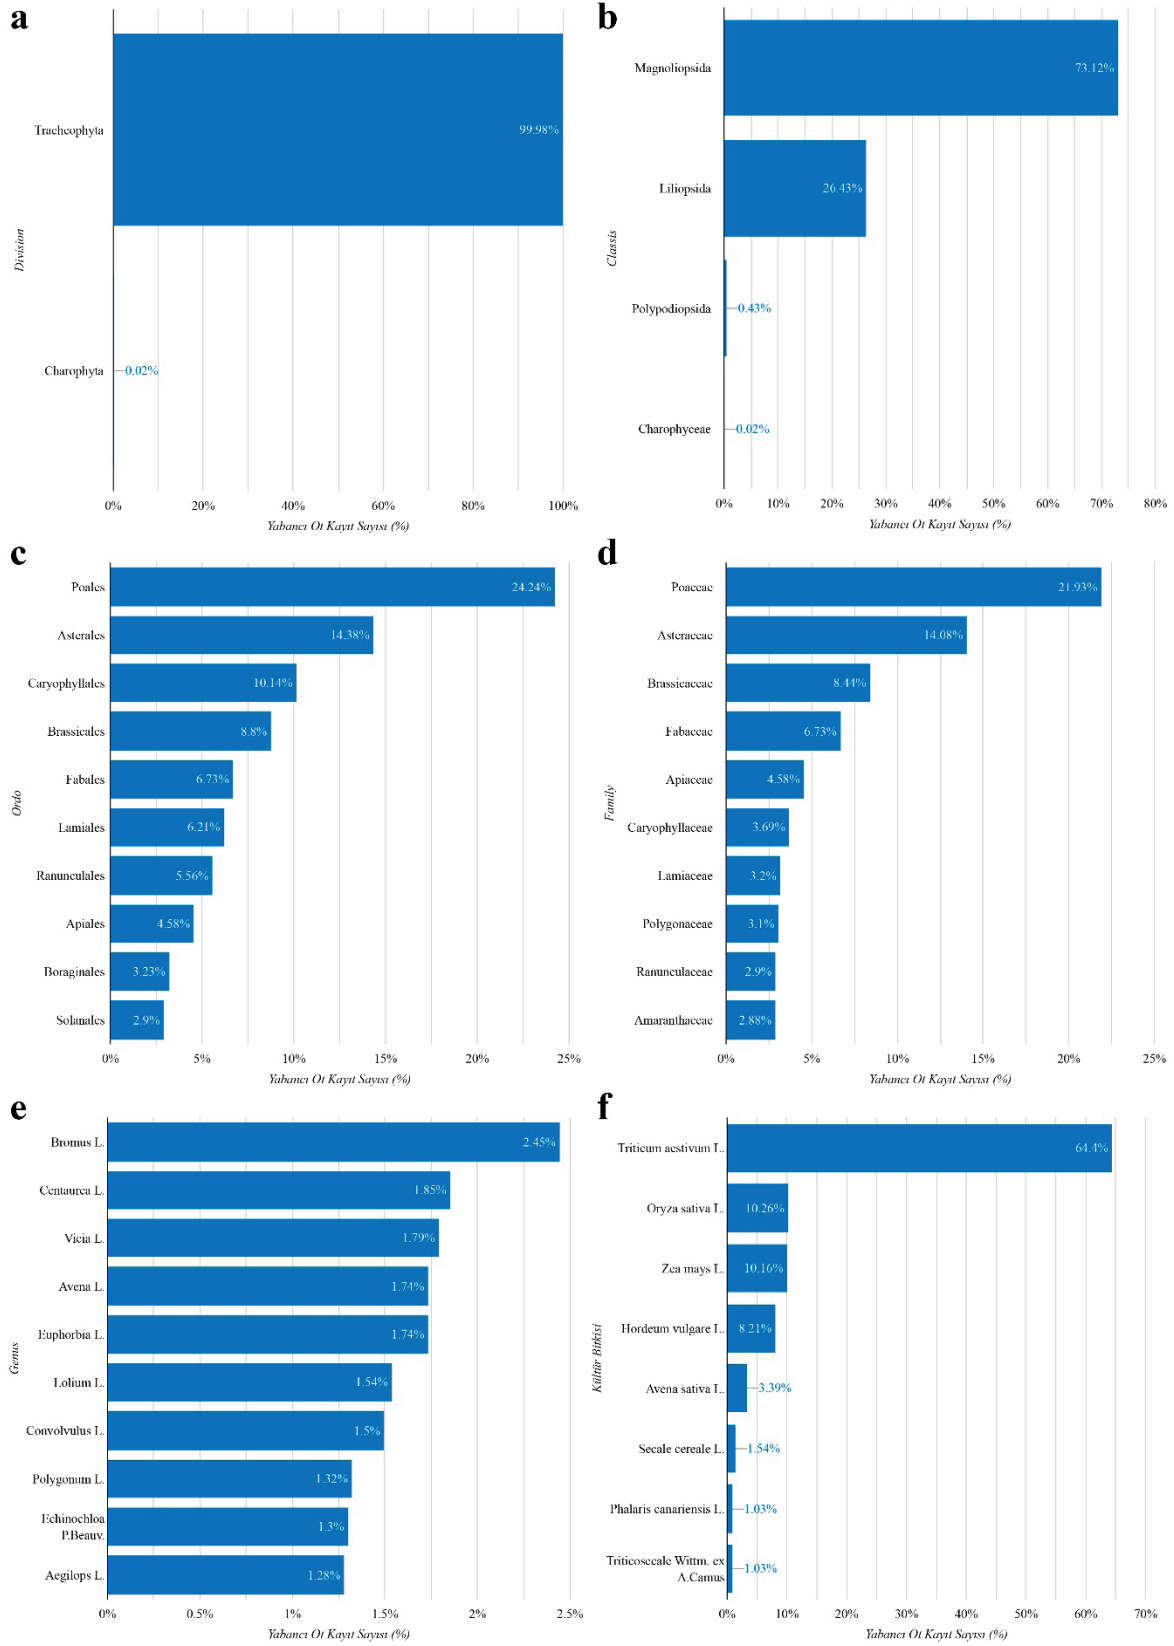 a
Tracheophyta
99.98%
Charophyta
0.02%
Division
0% 20% 40% 60% 80% 100%
Yabancı Ot Kayıt Sayısı (%)
b
Magnoliopsida
73.12%
Liliopsida
26.43%
Polypodiopsida
0.43%
Charophyceae
0.02%
Classis
0% 10% 20% 30% 40% 50% 60% 70% 80%
Yabancı Ot Kayıt Sayısı (%)
c
Poales
24.24%
Asterales
14.38%
Caryophyllales
10.14%
Brassicales
8.8%
Fabales
6.73%
Lamiales
6.21%
Ranunculales
5.56%
Apiales
4.58%
Boraginales
3.23%
Solanales
2.9%
Ordo
0% 5% 10% 15% 20% 25%
Yabancı Ot Kayıt Sayısı (%)
d
Poaceae
21.93%
Asteraceae
14.08%
Brassicaceae
8.44%
Fabaceae
6.73%
Apiaceae
4.58%
Caryophyllaceae
3.69%
Lamiaceae
3.2%
Polygonaceae
3.1%
Ranunculaceae
2.9%
Amaranthaceae
2.88%
Family
0% 5% 10% 15% 20% 25%
Yabancı Ot Kayıt Sayısı (%)
e
Bromus L.
2.45%
Centaurea L.
1.85%
Vicia L.
1.79%
Avena L.
1.74%
Euphorbia L.
1.74%
Lolium L.
1.54%
Convolvulus L.
1.5%
Polygonum L.
1.32%
Echinochloa
P.Beauv.
1.3%
Aegilops L.
1.28%
Genus
0% 0.5% 1% 1.5% 2% 2.5%
Yabancı Ot Kayıt Sayısı (%)
f
Triticum aestivum L.
64.4%
Oryza sativa L.
10.26%
Zea mays L.
10.16%
Hordeum vulgare L.
8.21%
Avena sativa L.
3.39%
Secale cereale L.
1.54%
Phalaris canariensis L.
1.03%
Triticosecale Wittm. ex
A.Camus
1.03%
Kültür Bitkisi
0% 10% 20% 30% 40% 50% 60% 70%
Yabancı Ot Kayıt Sayısı (%)